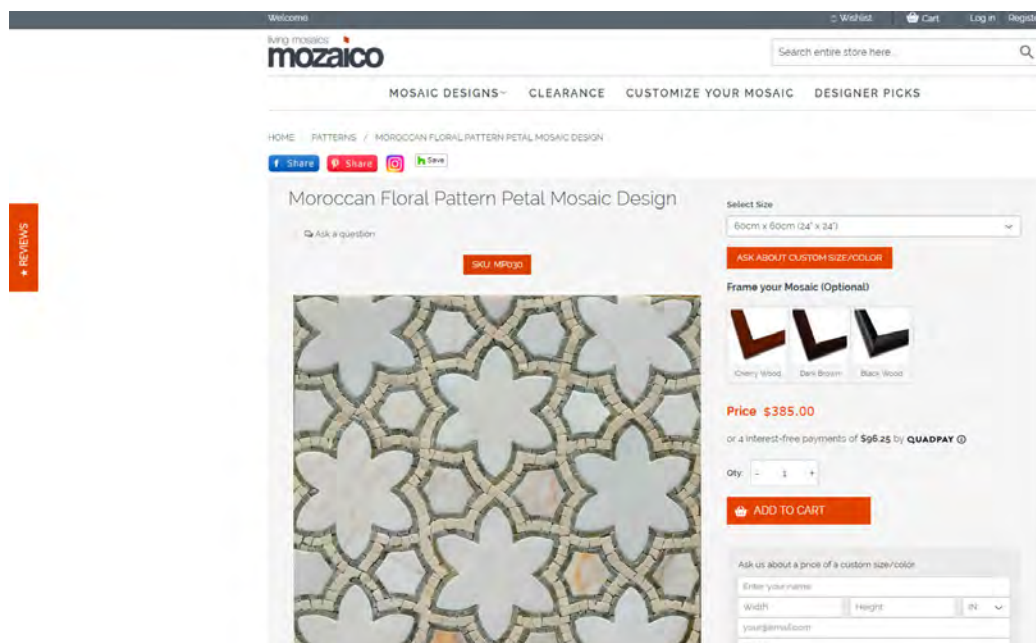 Welcome
Wishlist
Cart
Log in
Regist
living mosaics
mozaico
Search entire store here...
MOSAIC DESIGNS
CLEARANCE
CUSTOMIZE YOUR MOSAIC
DESIGNER PICKS
HOME
PATTERNS / MOROCCAN FLORAL PATTERN PETAL MOSAIC DESIGN
f Share
Share
Save
★ REVIEWS
Moroccan Floral Pattern Petal Mosaic Design
Ask a question
SKU MP030
Select Size
60cm x 60cm (24" x 24")
ASK ABOUT CUSTOM SIZE/COLOR
Frame your Mosaic (Optional)
Cherry Wood
Dark Brown
Black Wood
Price $385.00
or 4 interest-free payments of $96.25 by QUADPAY
Qty: - 1 +
ADD TO CART
Ask us about a price of a custom size/color
Enter your name
Width
Height
IN
your@email.com